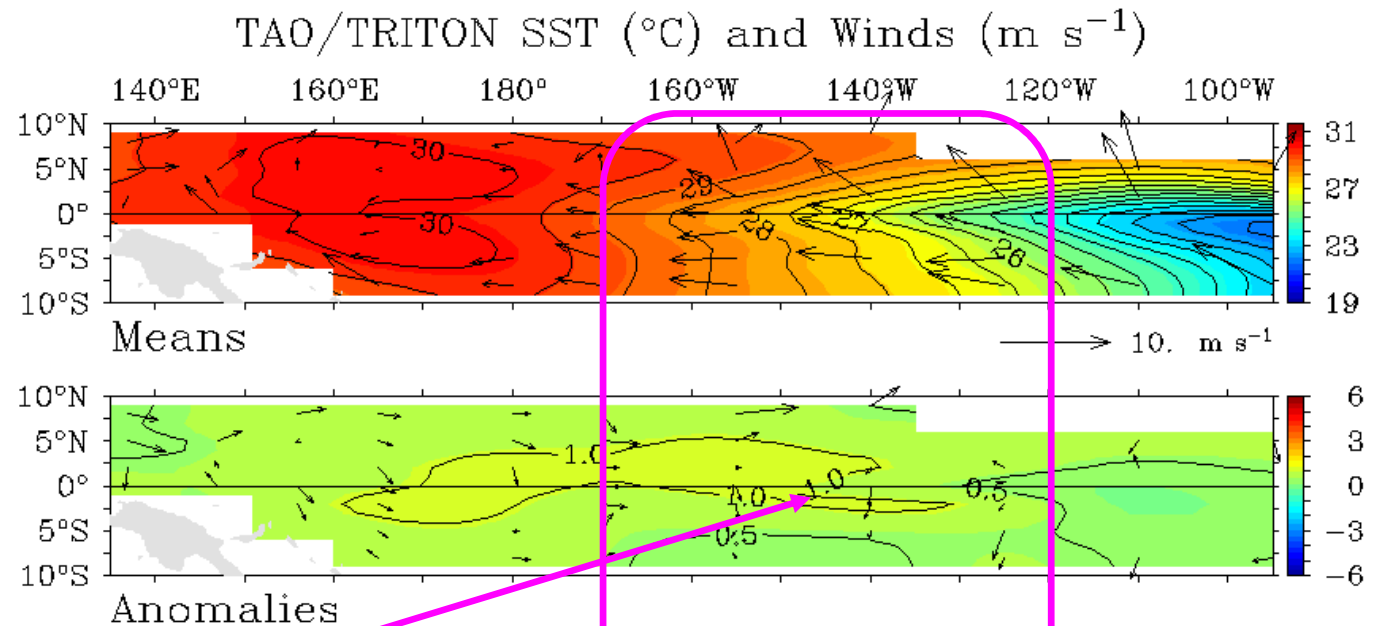 TAO/TRITON SST (°C) and Winds (m s⁻¹)
140°E 160°E 180° 160°W 140°W 120°W 100°W
10°N
5°N
0°
5°S
10°S
30
30
29
28
27
26
31
27
23
19
Means
10. m s⁻¹
10°N
5°N
0°
5°S
10°S
1.0
1.0
1.0
0.5
0.5
6
3
0
−3
−6
Anomalies